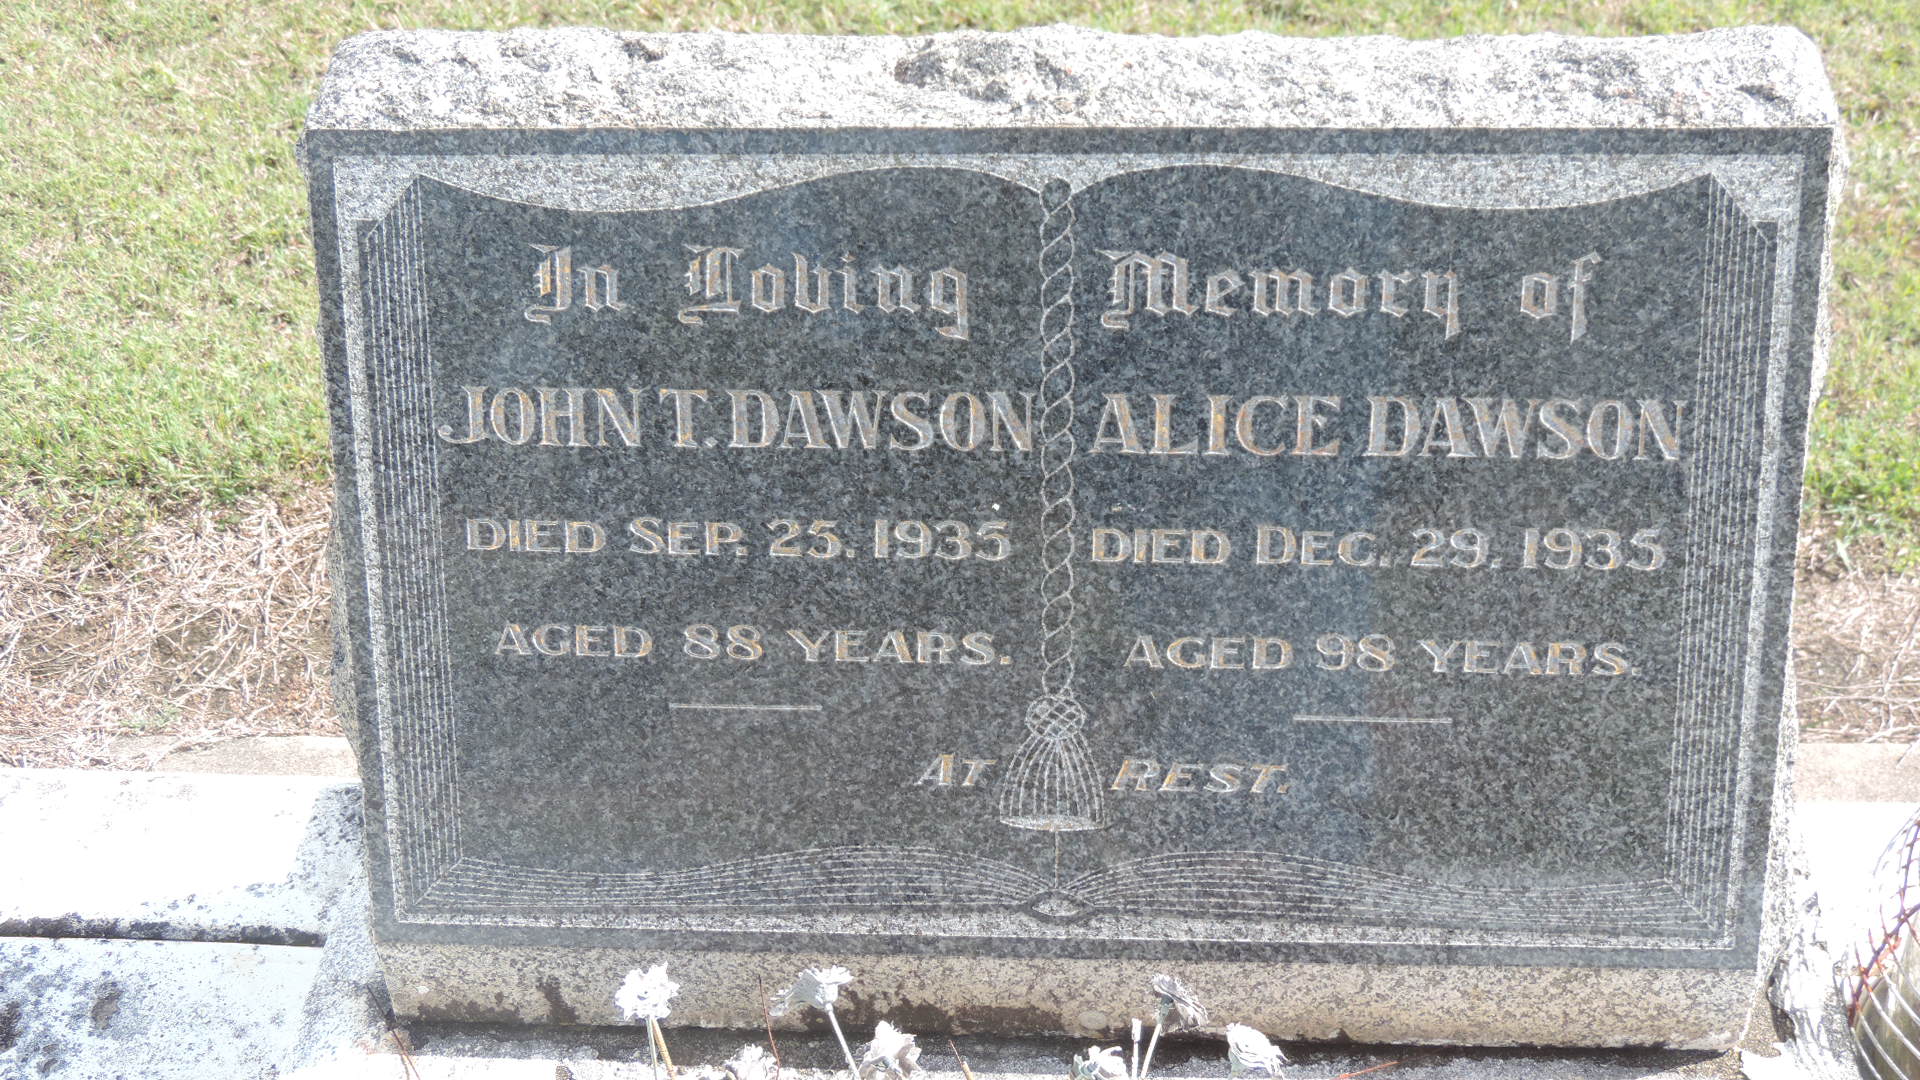 In Loving Memory of
JOHN T. DAWSON
DIED SEP. 25. 1935
AGED 88 YEARS.
ALICE DAWSON
DIED DEC. 29. 1935
AGED 98 YEARS.
AT REST.